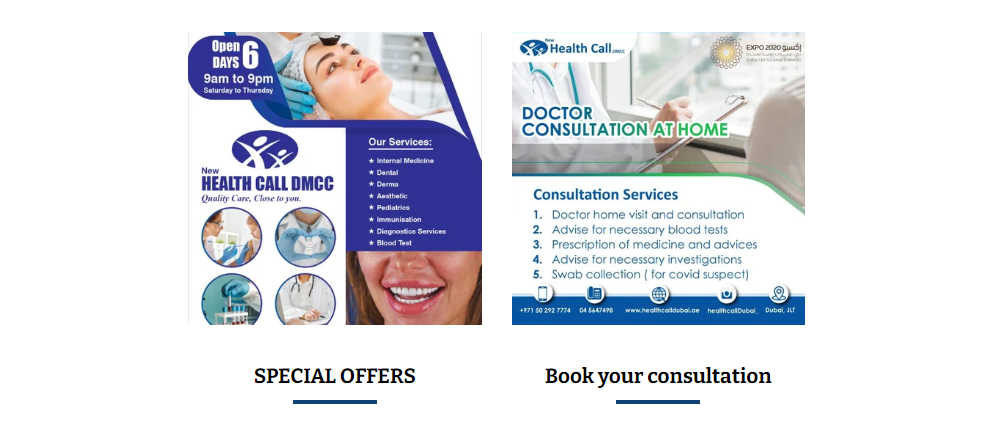 Open 6
DAYS
9am to 9pm
Saturday to Thursday
New
HEALTH CALL DMCC
Quality Care, Close to you.
Our Services:
★ Internal Medicine
★ Dental
★ Derma
★ Aesthetic
★ Pediatrics
★ Immunisation
★ Diagnostics Services
★ Blood Test
SPECIAL OFFERS
New
Health Call DMCC
EXPO 2020 إكسبو
DUBAI, UNITED ARAB EMIRATES
DOCTOR
CONSULTATION AT HOME
Consultation Services
1. Doctor home visit and consultation
2. Advise for necessary blood tests
3. Prescription of medicine and advices
4. Advise for necessary investigations
5. Swab collection ( for covid suspect)
+971 50 292 7774 04 5647498 www.healthcalldubai.ae healthcallDubai_ Dubai, JLT
Book your consultation